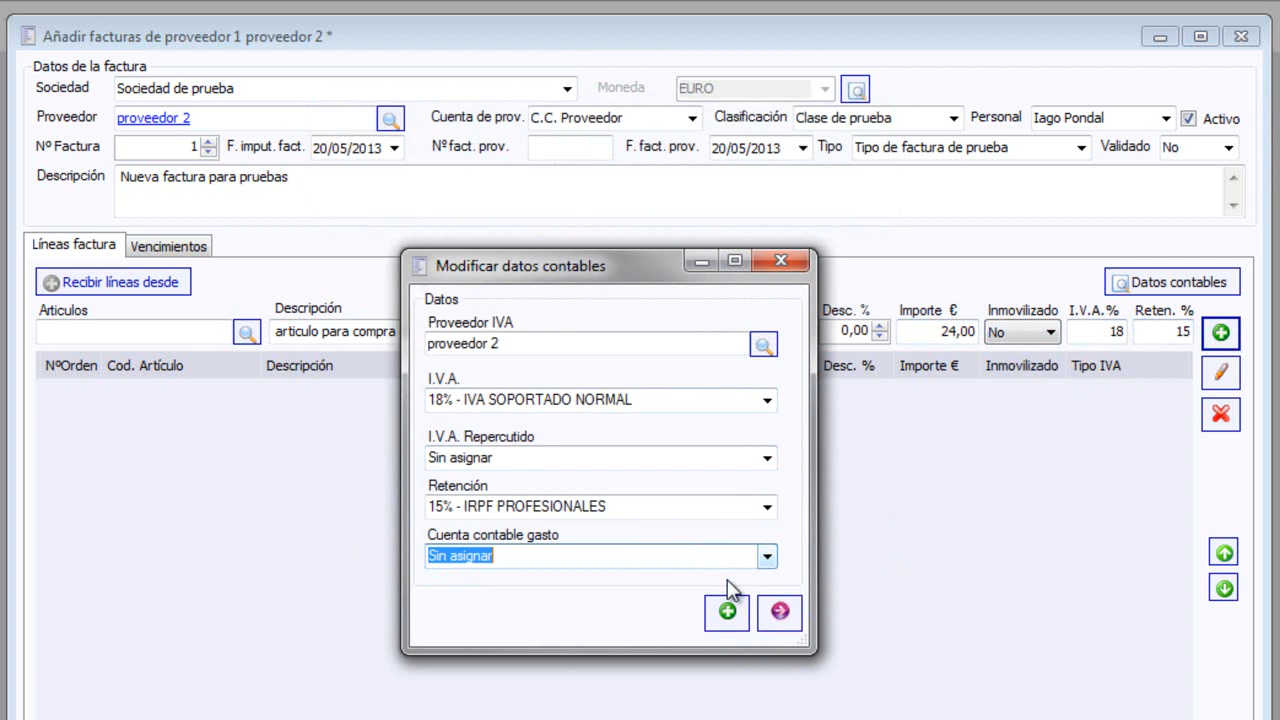 Añadir facturas de proveedor 1 proveedor 2 *
Datos de la factura
Sociedad Sociedad de prueba Moneda EURO
Proveedor proveedor 2 Cuenta de prov. C.C. Proveedor Clasificación Clase de prueba Personal Iago Pondal Activo
Nº Factura 1 F. imput. fact. 20/05/2013 Nº fact. prov. F. fact. prov. 20/05/2013 Tipo Tipo de factura de prueba Validado No
Descripción Nueva factura para pruebas
Líneas factura Vencimientos
Recibir líneas desde Datos contables
Articulos Descripción Desc. % Importe € Inmovilizado I.V.A.% Reten. %
articulo para compra 0,00 24,00 No 18 15
NºOrden Cod. Artículo Descripción Desc. % Importe € Inmovilizado Tipo IVA
Modificar datos contables
Datos
Proveedor IVA
proveedor 2
I.V.A.
18% - IVA SOPORTADO NORMAL
I.V.A. Repercutido
Sin asignar
Retención
15% - IRPF PROFESIONALES
Cuenta contable gasto
Sin asignar